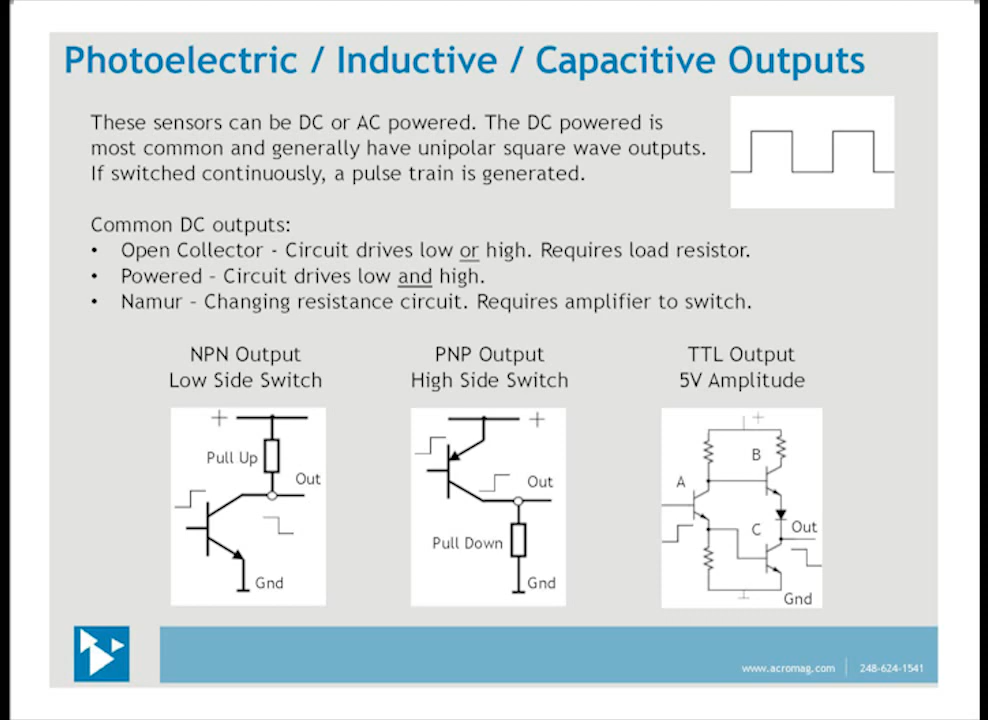 Photoelectric / Inductive / Capacitive Outputs
These sensors can be DC or AC powered. The DC powered is
most common and generally have unipolar square wave outputs.
If switched continuously, a pulse train is generated.
Common DC outputs:
• Open Collector - Circuit drives low or high. Requires load resistor.
• Powered – Circuit drives low and high.
• Namur – Changing resistance circuit. Requires amplifier to switch.
NPN Output
Low Side Switch
+
Pull Up
Out
Gnd
PNP Output
High Side Switch
+
Out
Pull Down
Gnd
TTL Output
5V Amplitude
+
B
A
C
Out
Gnd
www.acromag.com | 248-624-1541